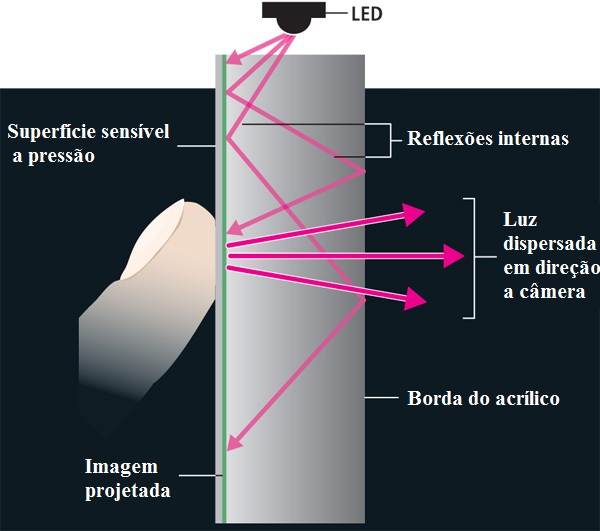 LED
Superfície sensível
a pressão
Reflexões internas
Luz
dispersada
em direção
a câmera
Borda do acrílico
Imagem
projetada